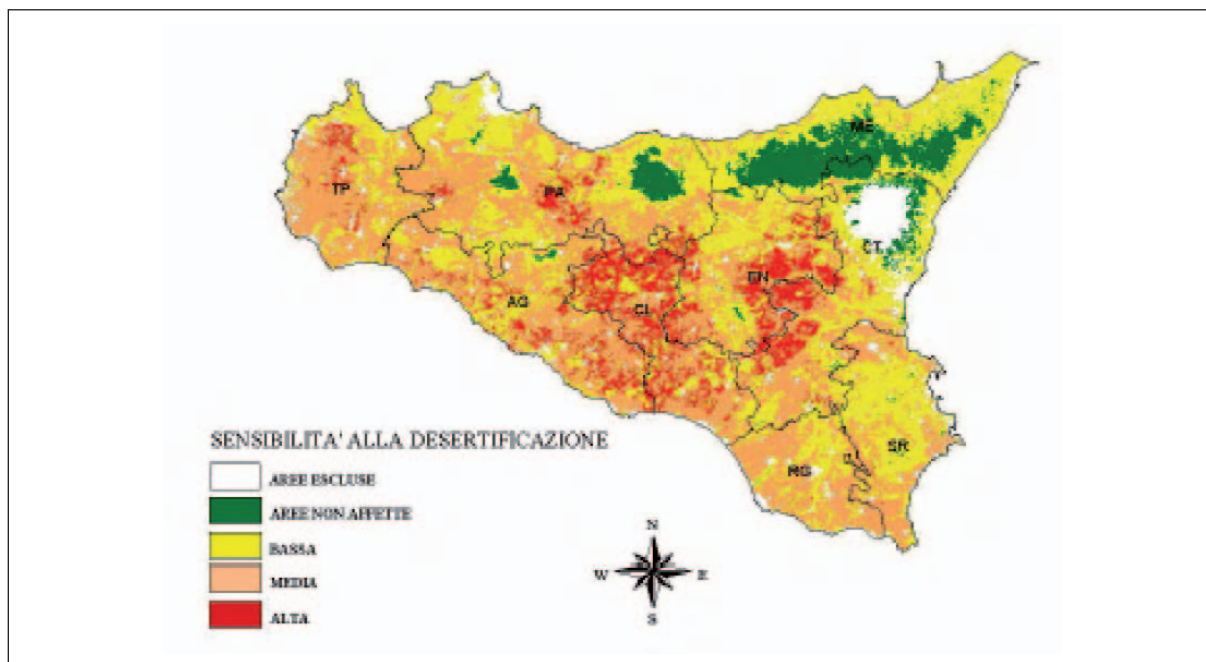 ME
TP
PA
CT
EN
AG
CL
SR
RG
SENSIBILITA' ALLA DESERTIFICAZIONE
AREE ESCLUSE
AREE NON AFFETTE
BASSA
MEDIA
ALTA
N
W E
S